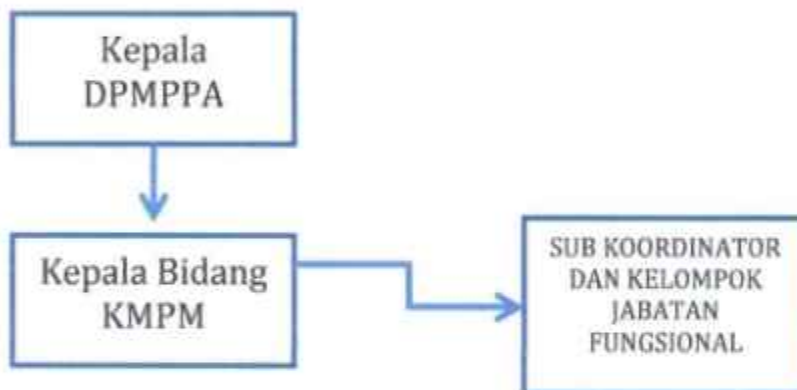 Kepala
DPMPPA
Kepala Bidang
KMPM
SUB KOORDINATOR
DAN KELOMPOK
JABATAN
FUNGSIONAL